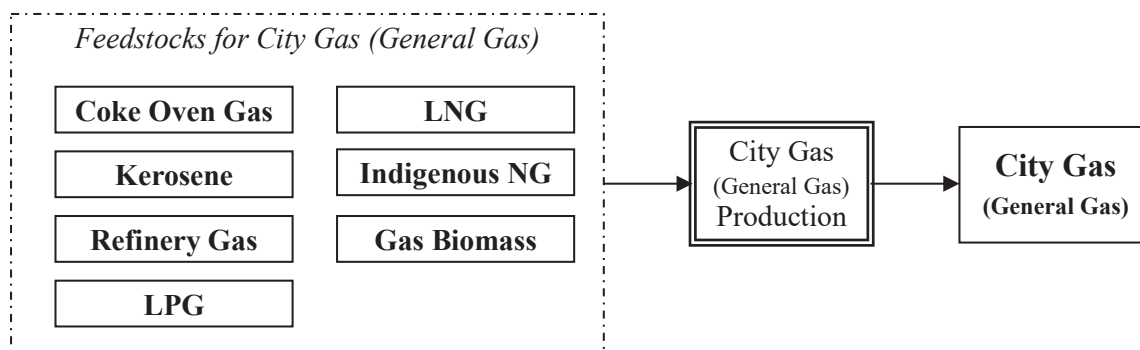 Feedstocks for City Gas (General Gas)
Coke Oven Gas
Kerosene
Refinery Gas
LPG
LNG
Indigenous NG
Gas Biomass
City Gas
(General Gas)
Production
City Gas
(General Gas)